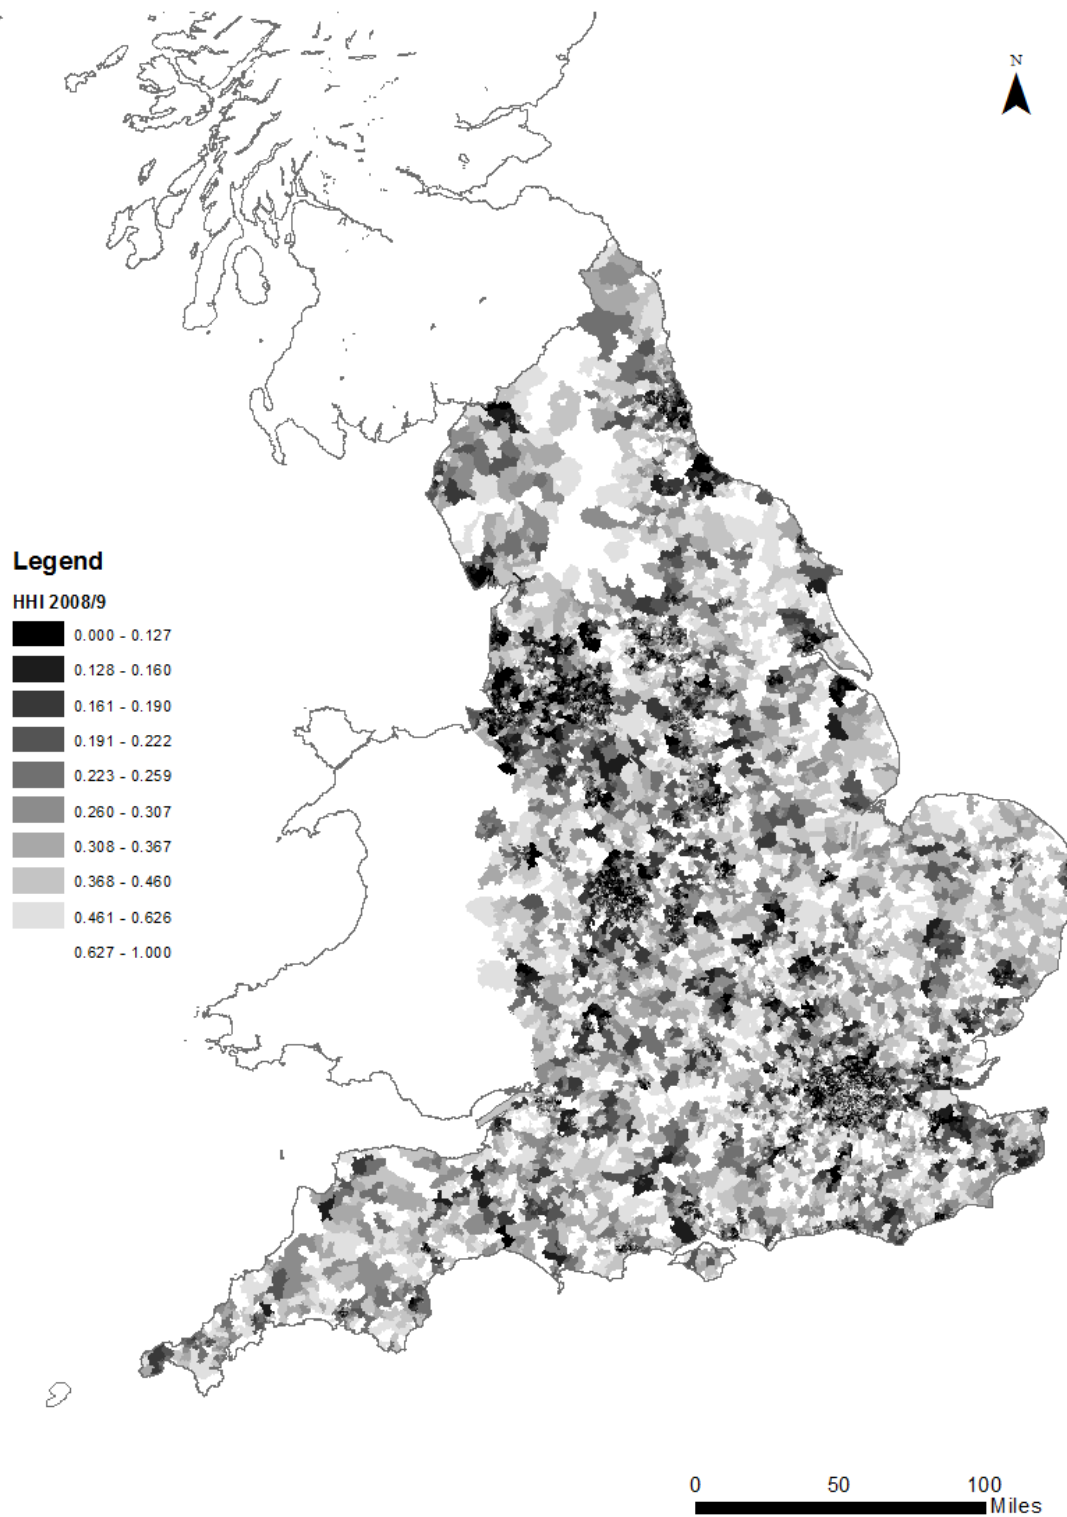 N
Legend
HHI 2008/9
0.000 - 0.127
0.128 - 0.160
0.161 - 0.190
0.191 - 0.222
0.223 - 0.259
0.260 - 0.307
0.308 - 0.367
0.368 - 0.460
0.461 - 0.626
0.627 - 1.000
0 50 100
Miles